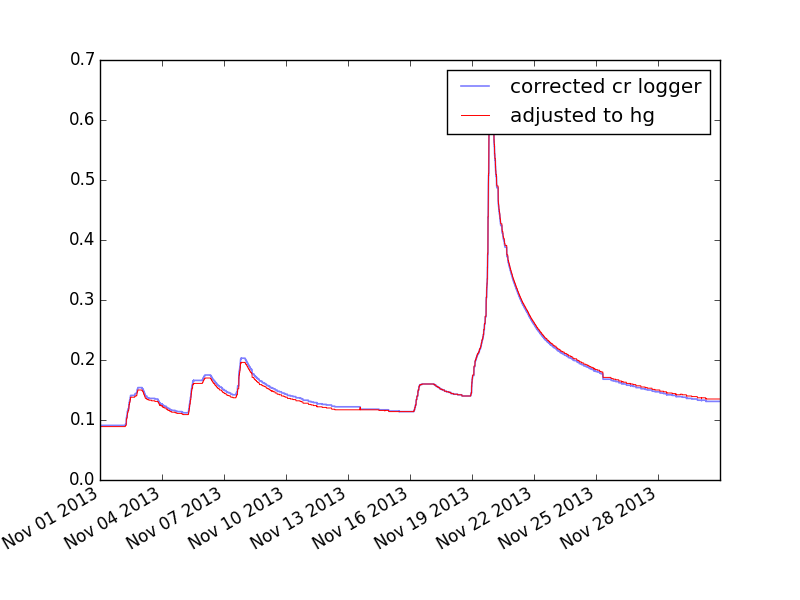 0.7
0.6
0.5
0.4
0.3
0.2
0.1
0.0
corrected cr logger
adjusted to hg
Nov 01 2013
Nov 04 2013
Nov 07 2013
Nov 10 2013
Nov 13 2013
Nov 16 2013
Nov 19 2013
Nov 22 2013
Nov 25 2013
Nov 28 2013